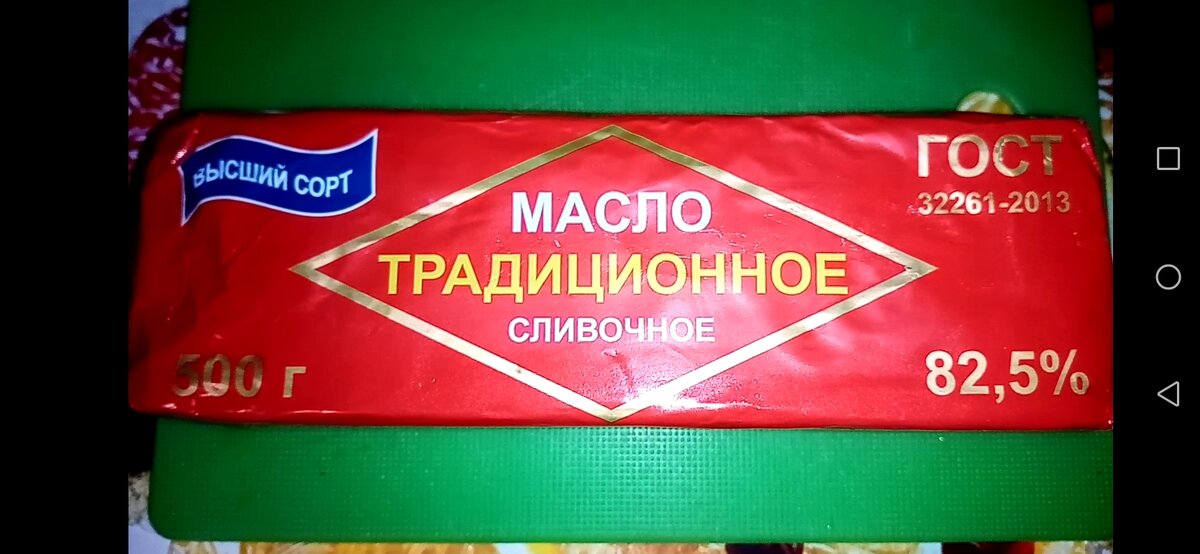 ВЫСШИЙ СОРТ
ГОСТ
32261-2013
МАСЛО
ТРАДИЦИОННОЕ
СЛИВОЧНОЕ
500 г
82,5%